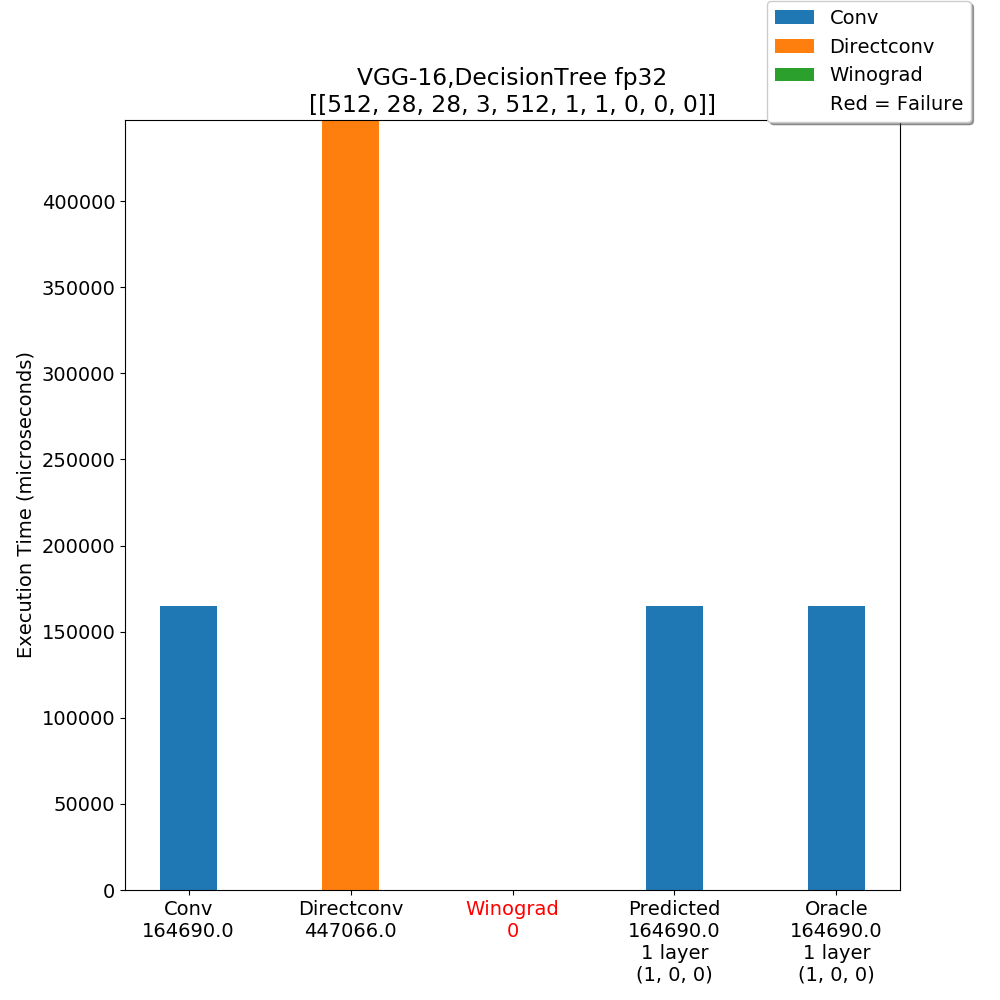 Conv
Directconv
Winograd
Red = Failure
VGG-16,DecisionTree fp32
[[512, 28, 28, 3, 512, 1, 1, 0, 0, 0]]
Execution Time (microseconds)
400000
350000
300000
250000
200000
150000
100000
50000
0
Conv
164690.0
Directconv
447066.0
Winograd
0
Predicted
164690.0
1 layer
(1, 0, 0)
Oracle
164690.0
1 layer
(1, 0, 0)